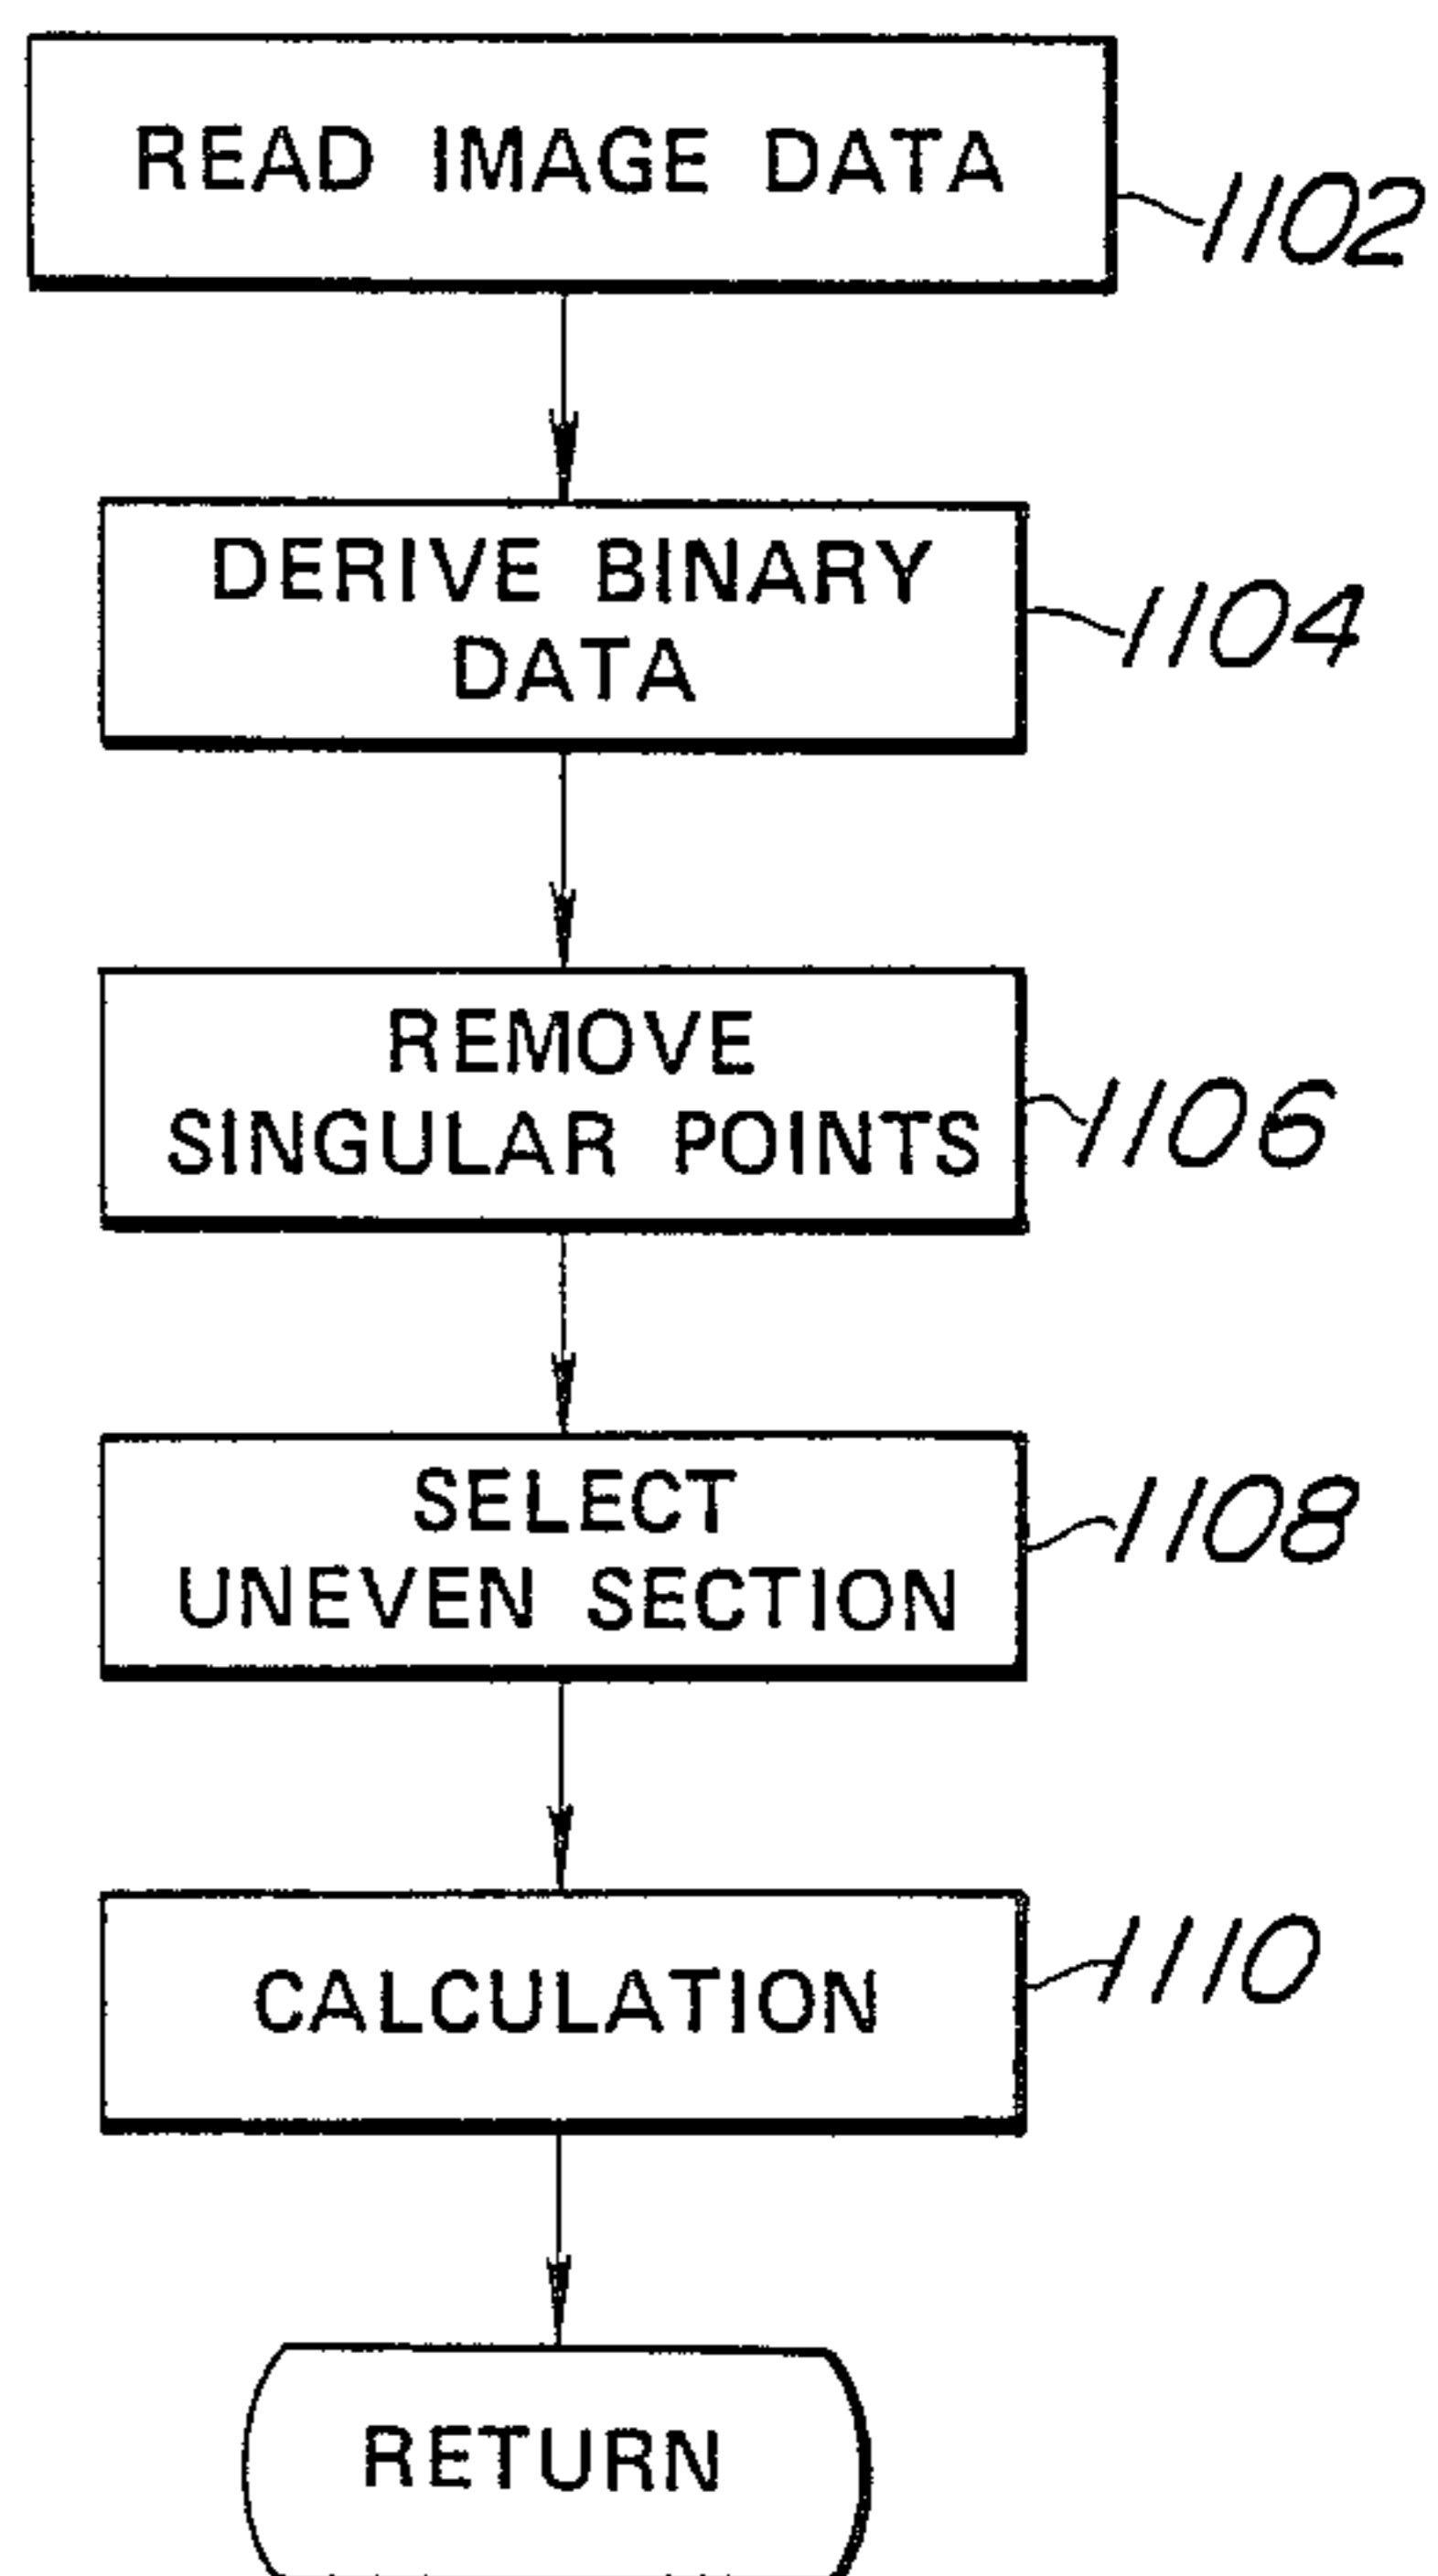 READ IMAGE DATA
1102
DERIVE BINARY
DATA
1104
REMOVE
SINGULAR POINTS
1106
SELECT
UNEVEN SECTION
1108
CALCULATION
1110
RETURN